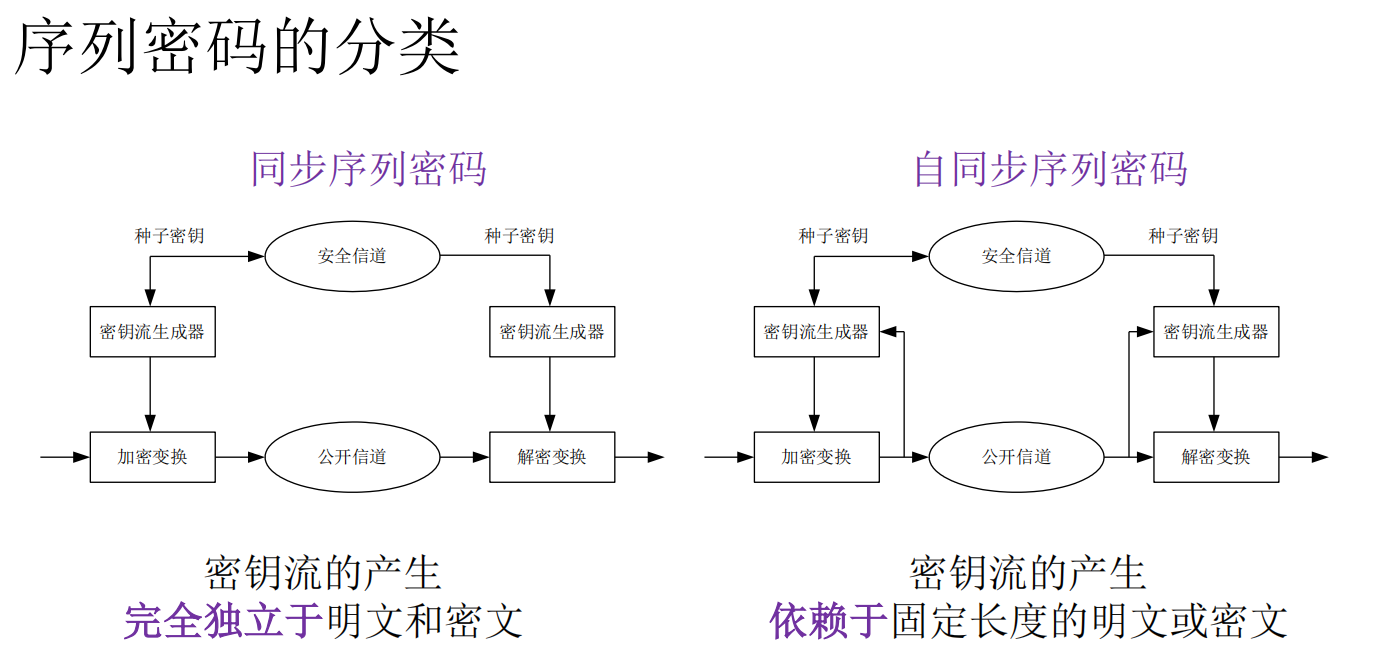 序列密码的分类
同步序列密码
种子密钥
安全信道
种子密钥
密钥流生成器
密钥流生成器
加密变换
公开信道
解密变换
密钥流的产生
完全独立于明文和密文
自同步序列密码
种子密钥
安全信道
种子密钥
密钥流生成器
密钥流生成器
加密变换
公开信道
解密变换
密钥流的产生
依赖于固定长度的明文或密文